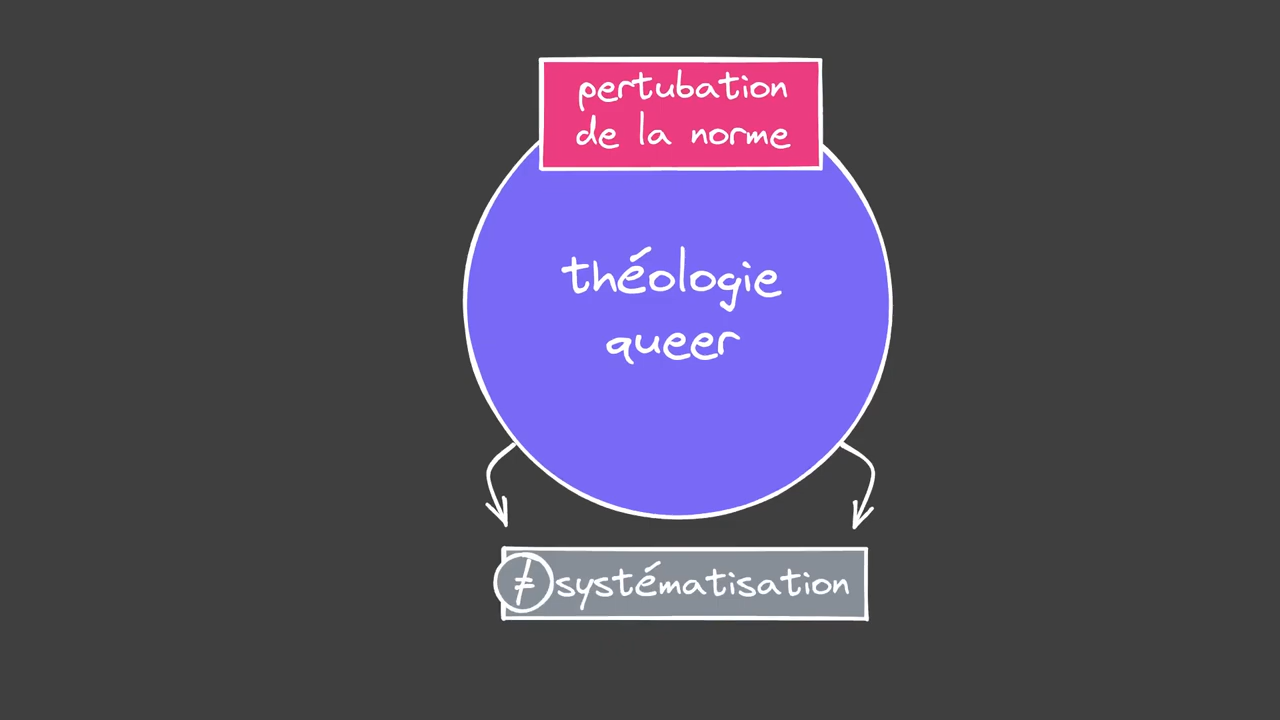 pertubation
de la norme
théologie
queer
≠ systématisation